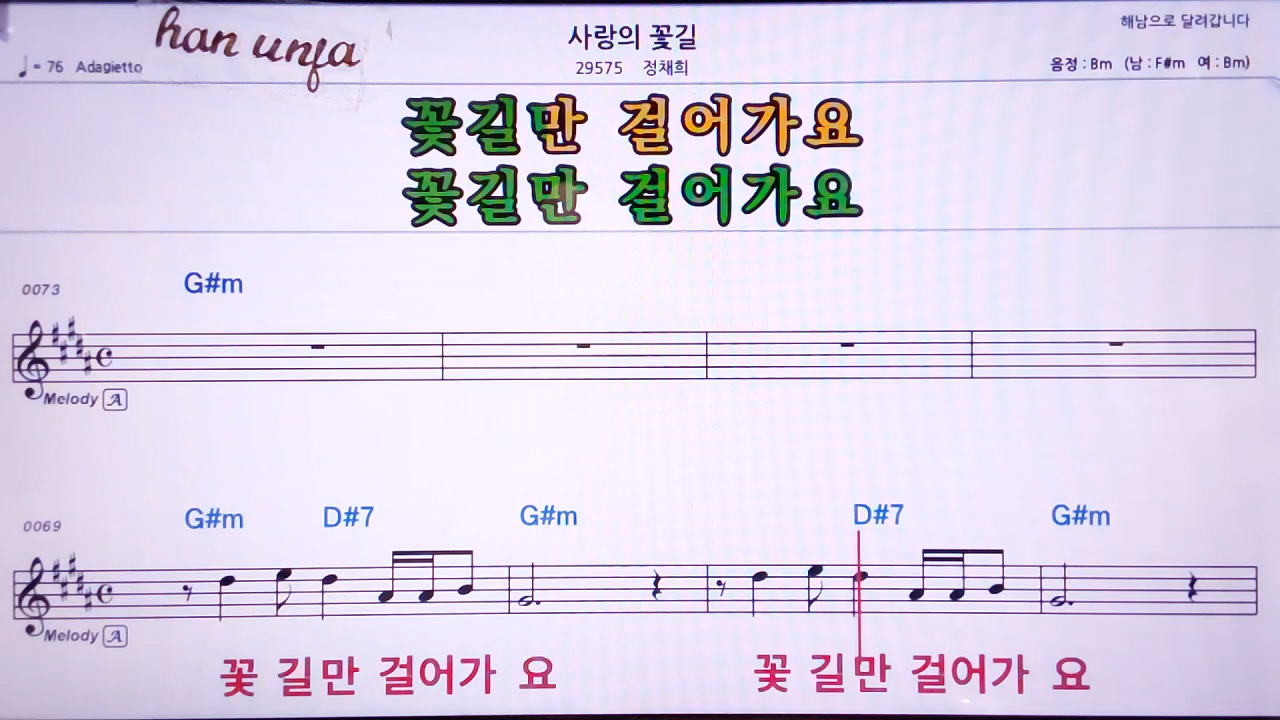 han unfa
사랑의 꽃길
해남으로 달려갑니다
♩ = 76 Adagietto
29575 정채희
음정 : Bm (남 : F#m 여 : Bm)
꽃길만 걸어가요
꽃길만 걸어가요
0073
G#m
Melody A
0069
G#m D#7 G#m D#7 G#m
Melody A
꽃 길만 걸어가 요 꽃 길만 걸어가 요